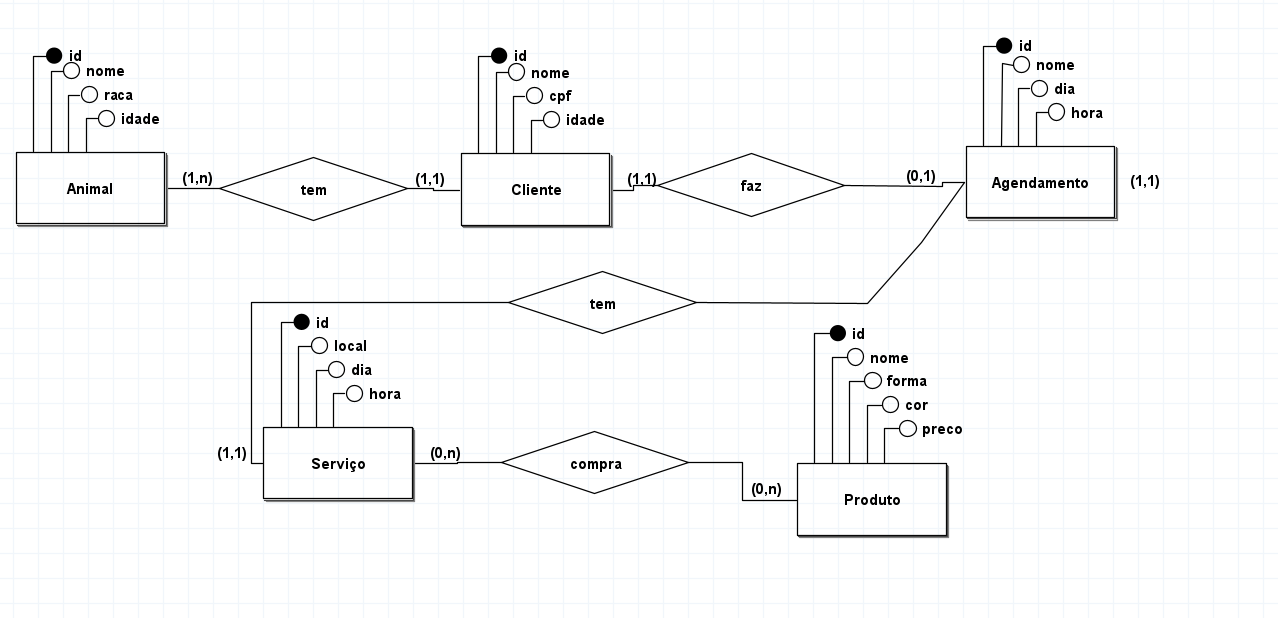 id
nome
raca
idade
Animal
(1,n)
tem
(1,1)
id
nome
cpf
idade
Cliente
(1,1)
faz
(0,1)
id
nome
dia
hora
Agendamento
(1,1)
tem
id
local
dia
hora
(1,1)
Serviço
(0,n)
compra
(0,n)
id
nome
forma
cor
preco
Produto